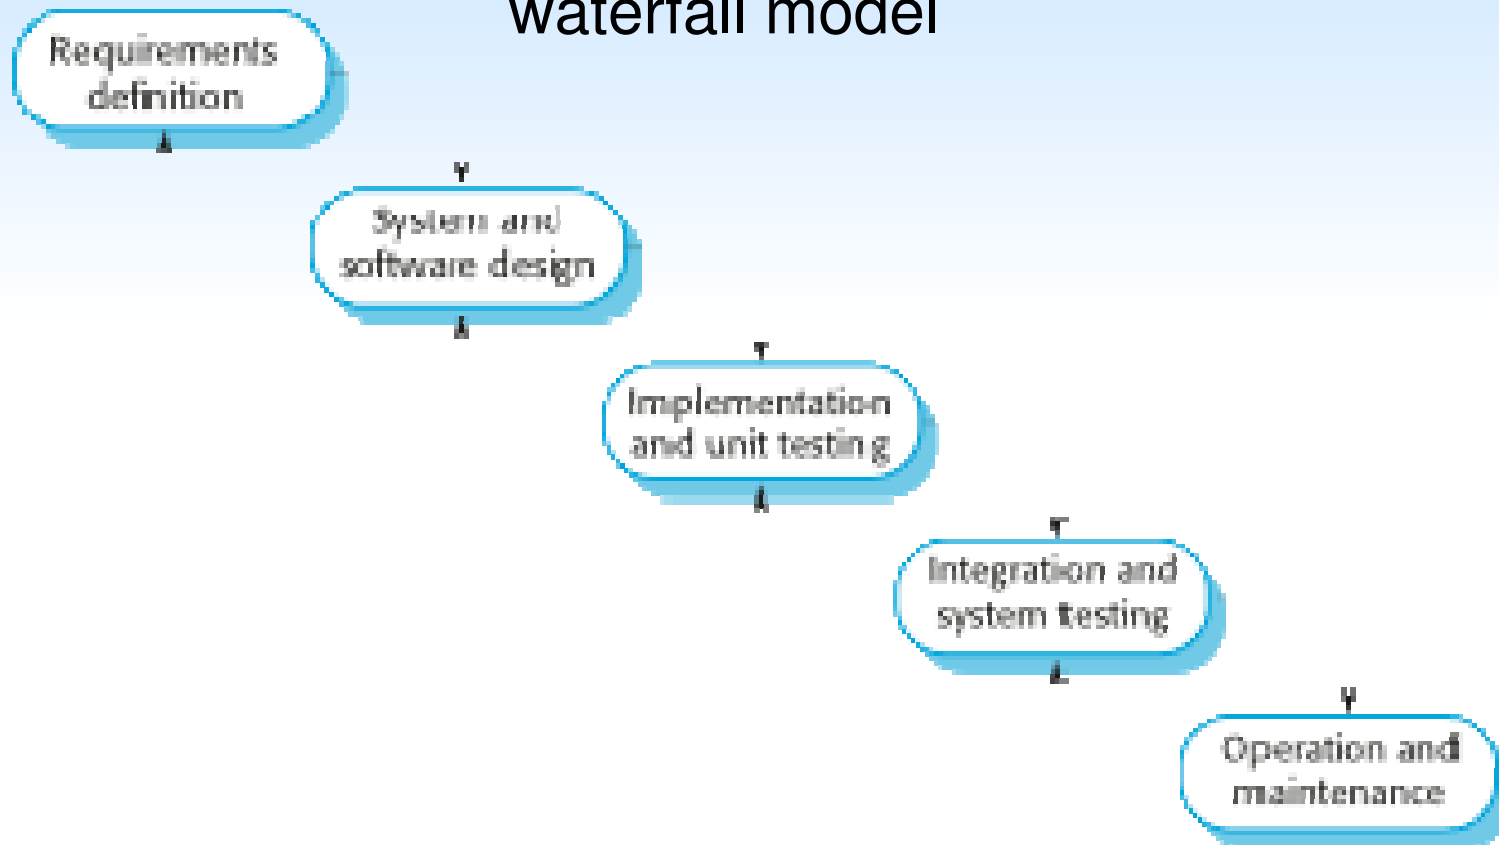 waterfall model
Requirements
definition
System and
software design
Implementation
and unit testing
Integration and
system testing
Operation and
maintenance